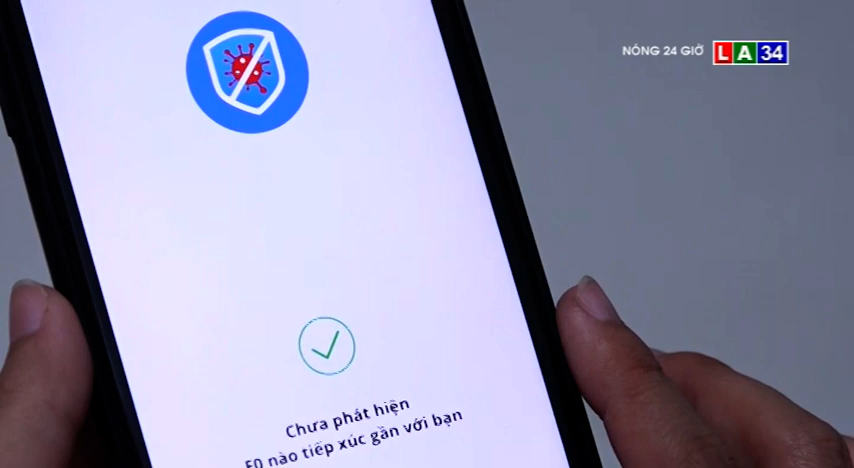 NÓNG 24 GIỜ LA34
Chưa phát hiện
F0 nào tiếp xúc gần với bạn